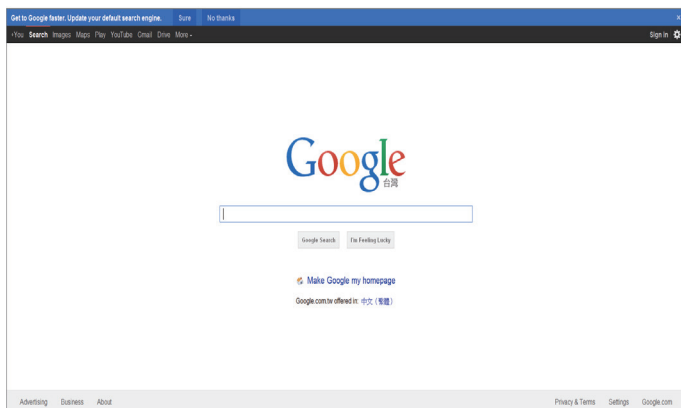 Get to Google faster. Update your default search engine. Sure No thanks ×
+You Search Images Maps Play YouTube Gmail Drive More Sign in
Google
台灣
Google Search I'm Feeling Lucky
Make Google my homepage
Google.com.tw offered in: 中文（繁體）
Advertising Business About Privacy & Terms Settings Google.com